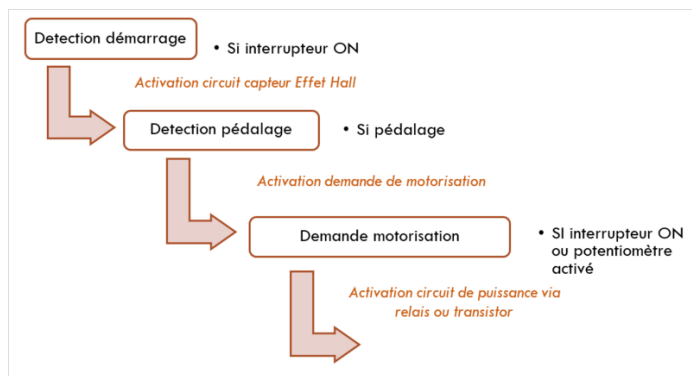 Detection démarrage
• Si interrupteur ON
Activation circuit capteur Effet Hall
Detection pédalage
• Si pédalage
Activation demande de motorisation
Demande motorisation
• SI interrupteur ON
ou potentiomètre
activé
Activation circuit de puissance via
relais ou transistor